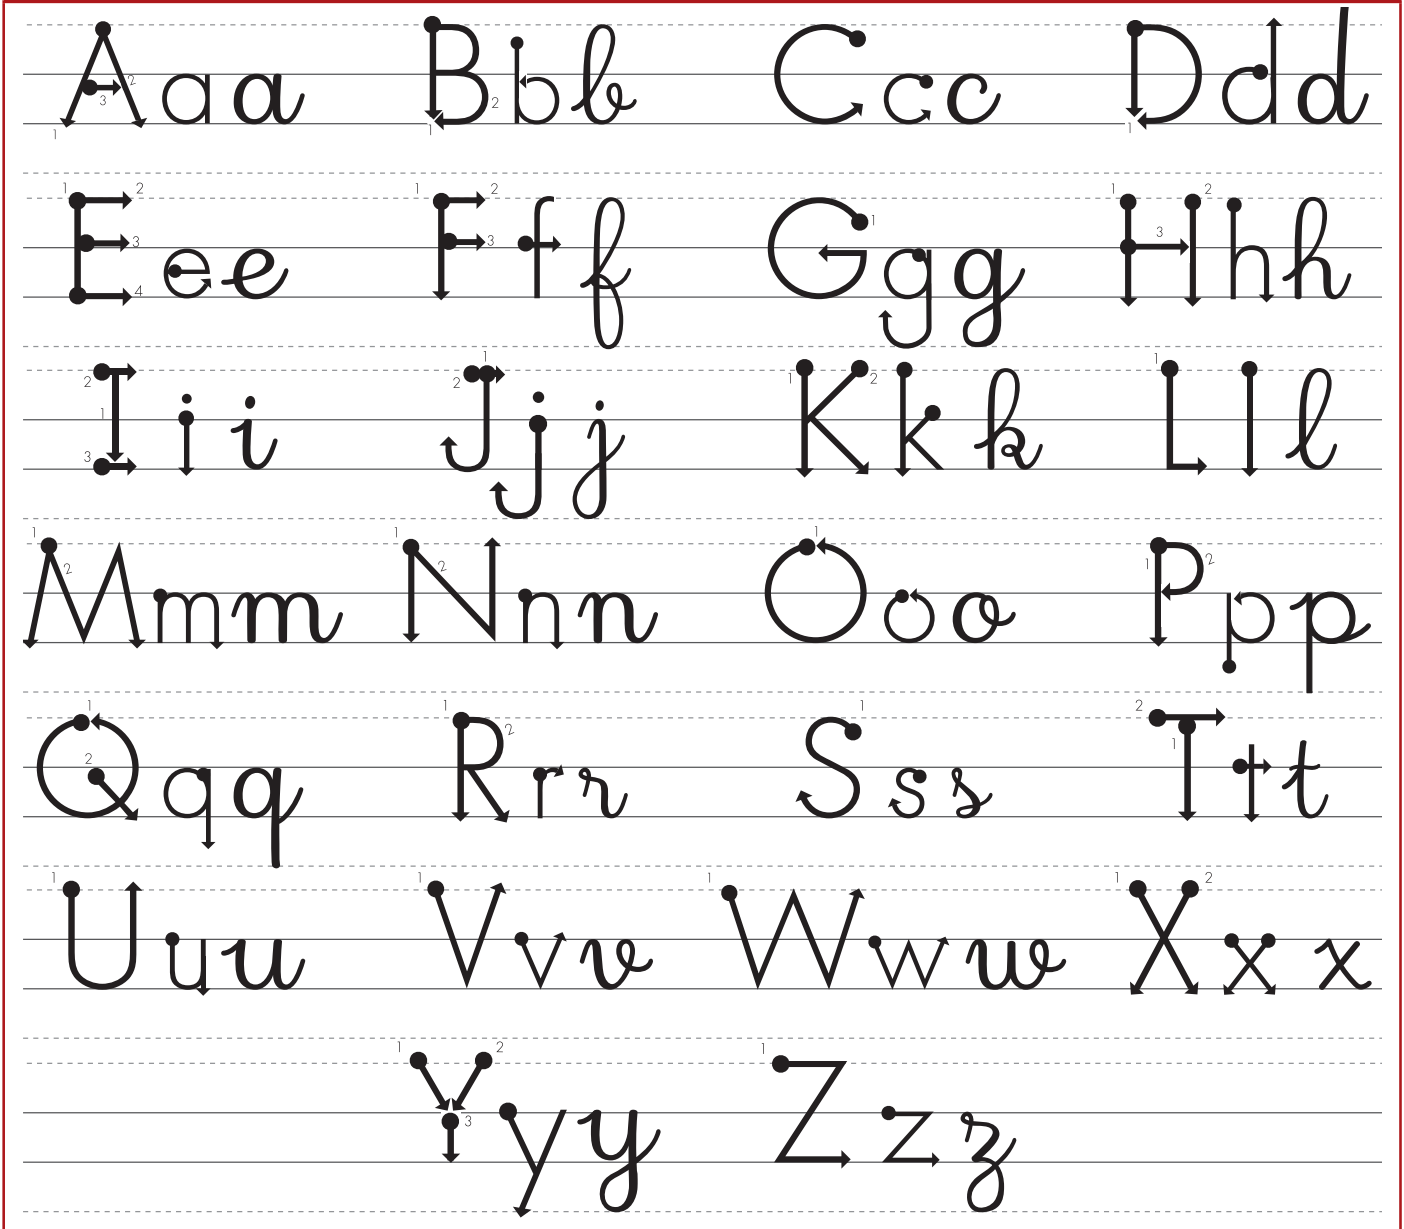 Aaa Bbb Ccc Ddd
Eee Fff Ggg Hhh
Iii Jjj Kkk Lll
Mmm Nnn Ooo Ppp
Qqq Rrr Sss Ttt
Uuu Vvv Www Xxx
Yyy Zzz